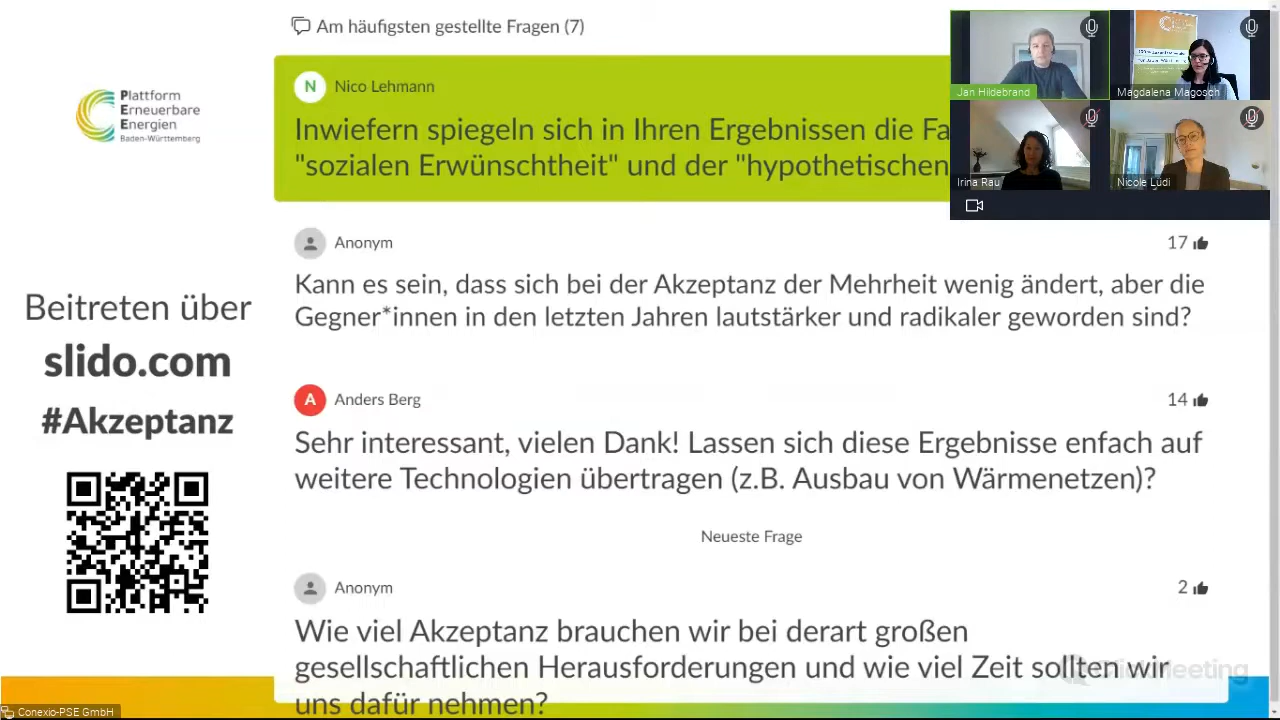 Am häufigsten gestellte Fragen (7)
Plattform
Erneuerbare
Energien
Baden-Württemberg
Beitreten über
slido.com
#Akzeptanz
N Nico Lehmann
Inwiefern spiegeln sich in Ihren Ergebnissen die Fa
"sozialen Erwünschtheit" und der "hypothetischen
Anonym 17
Kann es sein, dass sich bei der Akzeptanz der Mehrheit wenig ändert, aber die
Gegner*innen in den letzten Jahren lautstärker und radikaler geworden sind?
A Anders Berg 14
Sehr interessant, vielen Dank! Lassen sich diese Ergebnisse enfach auf
weitere Technologien übertragen (z.B. Ausbau von Wärmenetzen)?
Neueste Frage
Anonym 2
Wie viel Akzeptanz brauchen wir bei derart großen
gesellschaftlichen Herausforderungen und wie viel Zeit sollten wir
uns dafür nehmen?
Jan Hildebrand
Magdalena Magosch
Irina Rau
Nicole Lüdi
ClickMeeting
Conexio-PSE GmbH